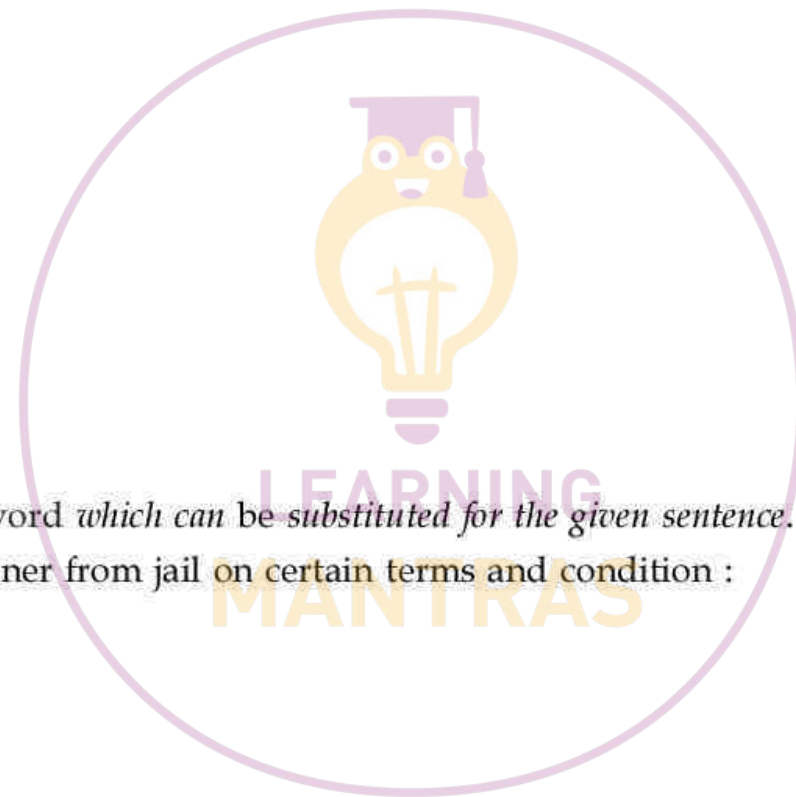 LEARNING
word which can be substituted for the given sentence.
ner from jail on certain terms and condition :
MANTRAS